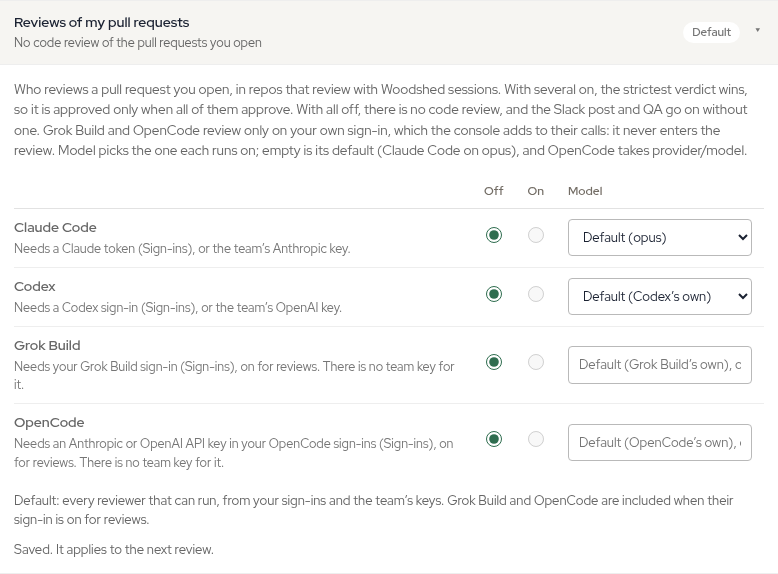 Reviews of my pull requests
No code review of the pull requests you open
Default
Who reviews a pull request you open, in repos that review with Woodshed sessions. With several on, the strictest verdict wins,
so it is approved only when all of them approve. With all off, there is no code review, and the Slack post and QA go on without
one. Grok Build and OpenCode review only on your own sign-in, which the console adds to their calls: it never enters the
review. Model picks the one each runs on; empty is its default (Claude Code on opus), and OpenCode takes provider/model.
Off On Model
Claude Code
Needs a Claude token (Sign-ins), or the team's Anthropic key.
Default (opus)
Codex
Needs a Codex sign-in (Sign-ins), or the team's OpenAI key.
Default (Codex's own)
Grok Build
Needs your Grok Build sign-in (Sign-ins), on for reviews. There is no team key for
it.
Default (Grok Build's own), c
OpenCode
Needs an Anthropic or OpenAI API key in your OpenCode sign-ins (Sign-ins), on
for reviews. There is no team key for it.
Default (OpenCode's own),
Default: every reviewer that can run, from your sign-ins and the team's keys. Grok Build and OpenCode are included when their
sign-in is on for reviews.
Saved. It applies to the next review.